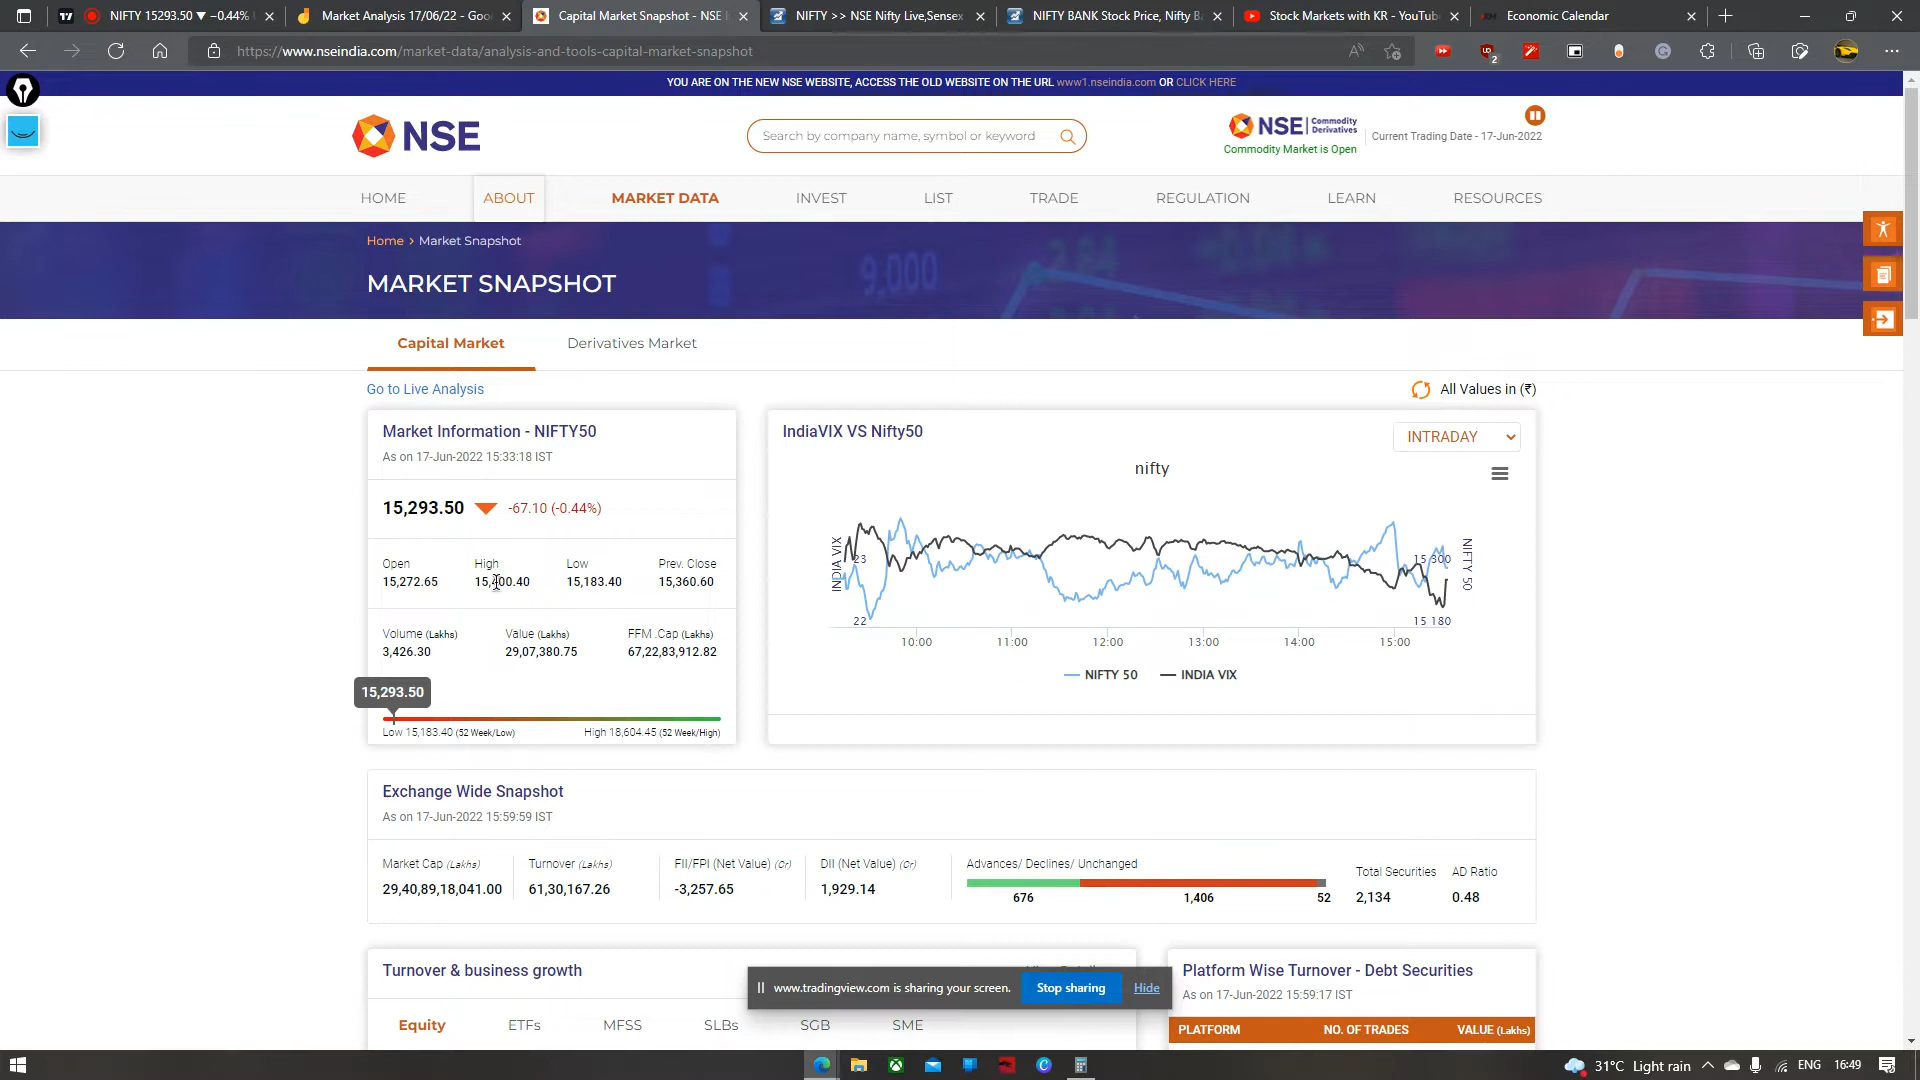 NIFTY 15293.50 ▼ −0.44%
Market Analysis 17/06/22 - Goo
Capital Market Snapshot - NSE I
NIFTY >> NSE Nifty Live,Sensex
NIFTY BANK Stock Price, Nifty B
Stock Markets with KR - YouTub
Economic Calendar
https://www.nseindia.com/market-data/analysis-and-tools-capital-market-snapshot
YOU ARE ON THE NEW NSE WEBSITE, ACCESS THE OLD WEBSITE ON THE URL www1.nseindia.com OR CLICK HERE
NSE
Search by company name, symbol or keyword
NSE Commodity Derivatives
Commodity Market is Open
Current Trading Date - 17-Jun-2022
HOME ABOUT MARKET DATA INVEST LIST TRADE REGULATION LEARN RESOURCES
Home > Market Snapshot
MARKET SNAPSHOT
9,000
Capital Market Derivatives Market
Go to Live Analysis
All Values in (₹)
Market Information - NIFTY50
As on 17-Jun-2022 15:33:18 IST
15,293.50 -67.10 (-0.44%)
Open High Low Prev. Close
15,272.65 15,400.40 15,183.40 15,360.60
Volume (Lakhs) Value (Lakhs) FFM .Cap (Lakhs)
3,426.30 29,07,380.75 67,22,83,912.82
15,293.50
Low 15,183.40 (52 Week/Low) High 18,604.45 (52 Week/High)
IndiaVIX VS Nifty50
INTRADAY
nifty
INDIA VIX
23
22
15 300
15 180
NIFTY 50
10:00 11:00 12:00 13:00 14:00 15:00
NIFTY 50 INDIA VIX
Exchange Wide Snapshot
As on 17-Jun-2022 15:59:59 IST
Market Cap (Lakhs) Turnover (Lakhs) FII/FPI (Net Value) (Cr) DII (Net Value) (Cr) Advances/ Declines/ Unchanged Total Securities AD Ratio
29,40,89,18,041.00 61,30,167.26 -3,257.65 1,929.14 676 1,406 52 2,134 0.48
Turnover & business growth
Equity ETFs MFSS SLBs SGB SME
Platform Wise Turnover - Debt Securities
As on 17-Jun-2022 15:59:17 IST
PLATFORM NO. OF TRADES VALUE (Lakhs)
www.tradingview.com is sharing your screen. Stop sharing Hide
31°C Light rain ENG 16:49